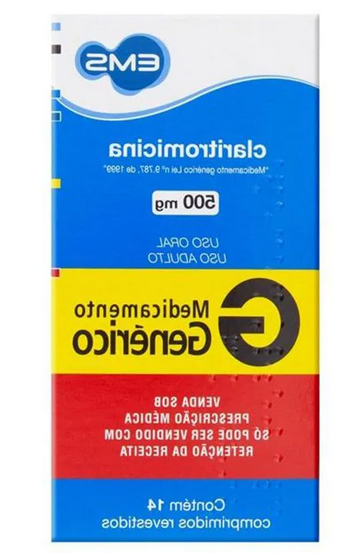 EMS
claritromicina
"Medicamento genérico Lei nº 9.787, de 1999"
500 mg
USO ORAL
USO ADULTO
G
Medicamento
Genérico
VENDA SOB
PRESCRIÇÃO MÉDICA
SÓ PODE SER VENDIDO COM
RETENÇÃO DA RECEITA
Contém 14
comprimidos revestidos